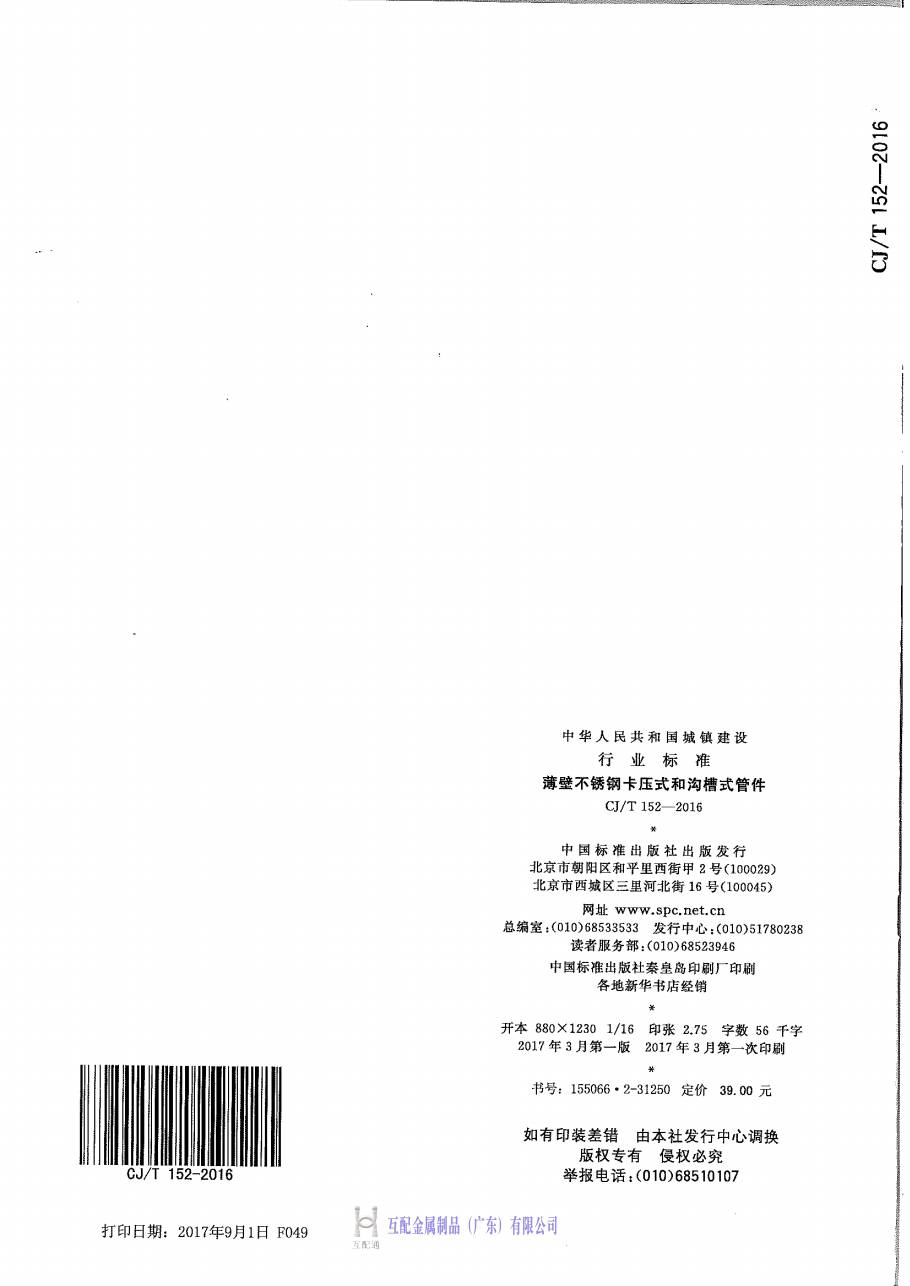 CJ/T 152—2016
中华人民共和国城镇建设
行业标准
薄壁不锈钢卡压式和沟槽式管件
CJ/T 152—2016
*
中国标准出版社出版发行
北京市朝阳区和平里西街甲2号(100029)
北京市西城区三里河北街16号(100045)
网址 www.spc.net.cn
总编室:(010)68533533 发行中心:(010)51780238
读者服务部:(010)68523946
中国标准出版社秦皇岛印刷厂印刷
各地新华书店经销
*
开本 880×1230 1/16 印张 2.75 字数 56 千字
2017年3月第一版 2017年3月第一次印刷
*
书号: 155066·2-31250 定价 39.00 元
如有印装差错 由本社发行中心调换
版权专有 侵权必究
举报电话:(010)68510107
CJ/T 152-2016
打印日期: 2017年9月1日 F049
互配通
互配金属制品（广东）有限公司